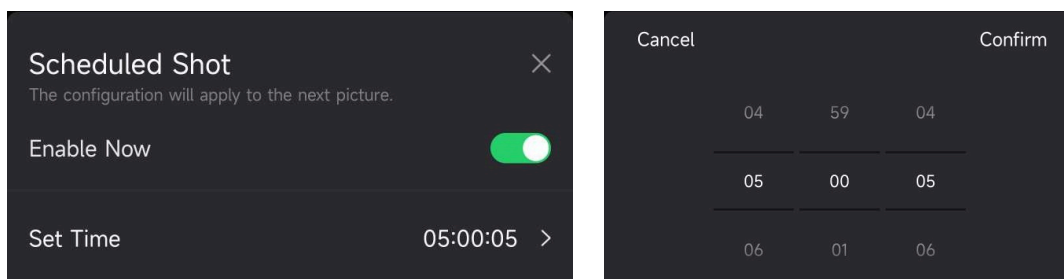 Scheduled Shot
The configuration will apply to the next picture.
Enable Now
Set Time 05:00:05
Cancel Confirm
04 59 04
05 00 05
06 01 06